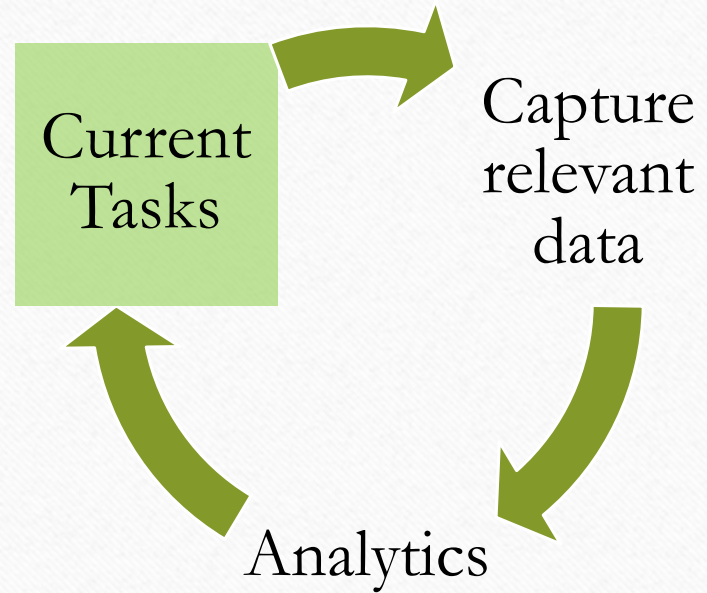 Current
Tasks
Capture
relevant
data
Analytics